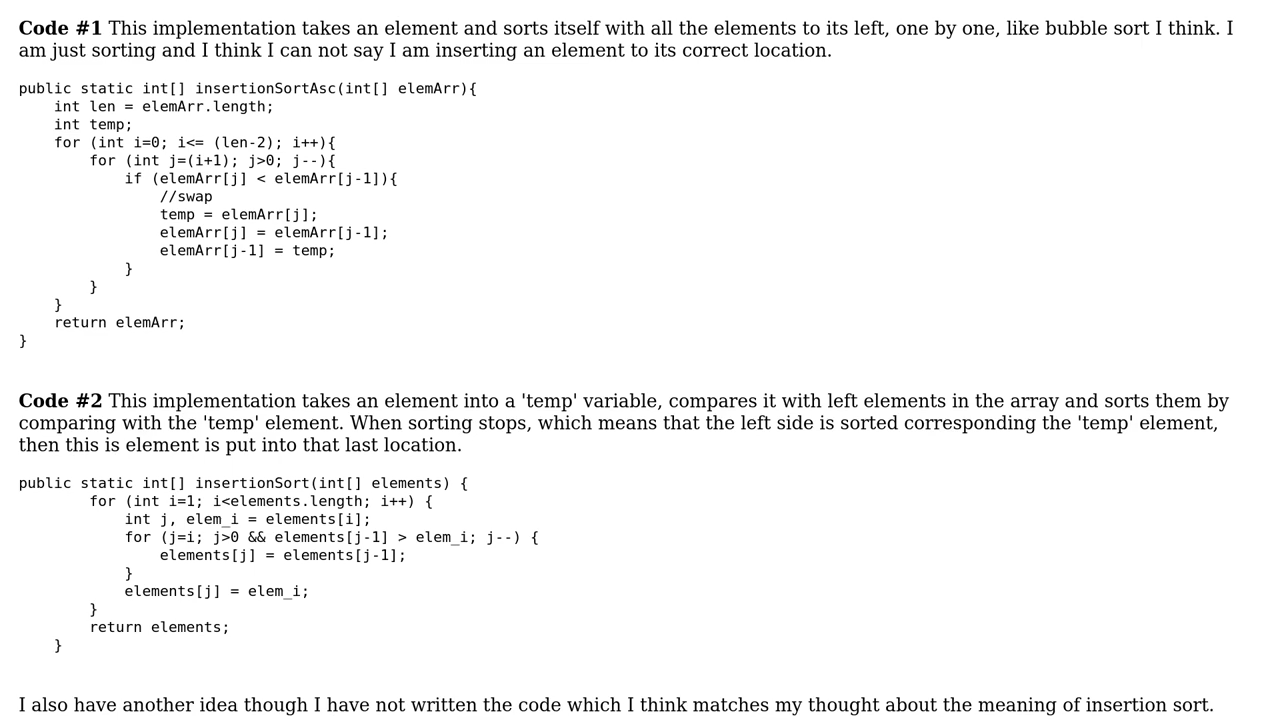 Code #1 This implementation takes an element and sorts itself with all the elements to its left, one by one, like bubble sort I think. I
am just sorting and I think I can not say I am inserting an element to its correct location.
public static int[] insertionSortAsc(int[] elemArr){
    int len = elemArr.length;
    int temp;
    for (int i=0; i<= (len-2); i++){
        for (int j=(i+1); j>0; j--){
            if (elemArr[j] < elemArr[j-1]){
                //swap
                temp = elemArr[j];
                elemArr[j] = elemArr[j-1];
                elemArr[j-1] = temp;
            }
        }
    }
    return elemArr;
}
Code #2 This implementation takes an element into a 'temp' variable, compares it with left elements in the array and sorts them by
comparing with the 'temp' element. When sorting stops, which means that the left side is sorted corresponding the 'temp' element,
then this is element is put into that last location.
public static int[] insertionSort(int[] elements) {
        for (int i=1; i<elements.length; i++) {
            int j, elem_i = elements[i];
            for (j=i; j>0 && elements[j-1] > elem_i; j--) {
                elements[j] = elements[j-1];
            }
            elements[j] = elem_i;
        }
        return elements;
    }
I also have another idea though I have not written the code which I think matches my thought about the meaning of insertion sort.